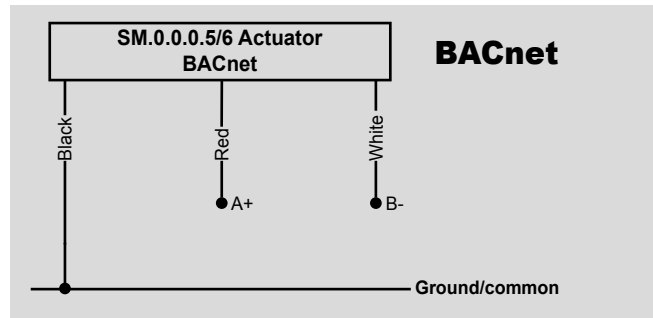 SM.0.0.0.5/6 Actuator
BACnet
BACnet
Black
Red
White
A+
B-
Ground/common